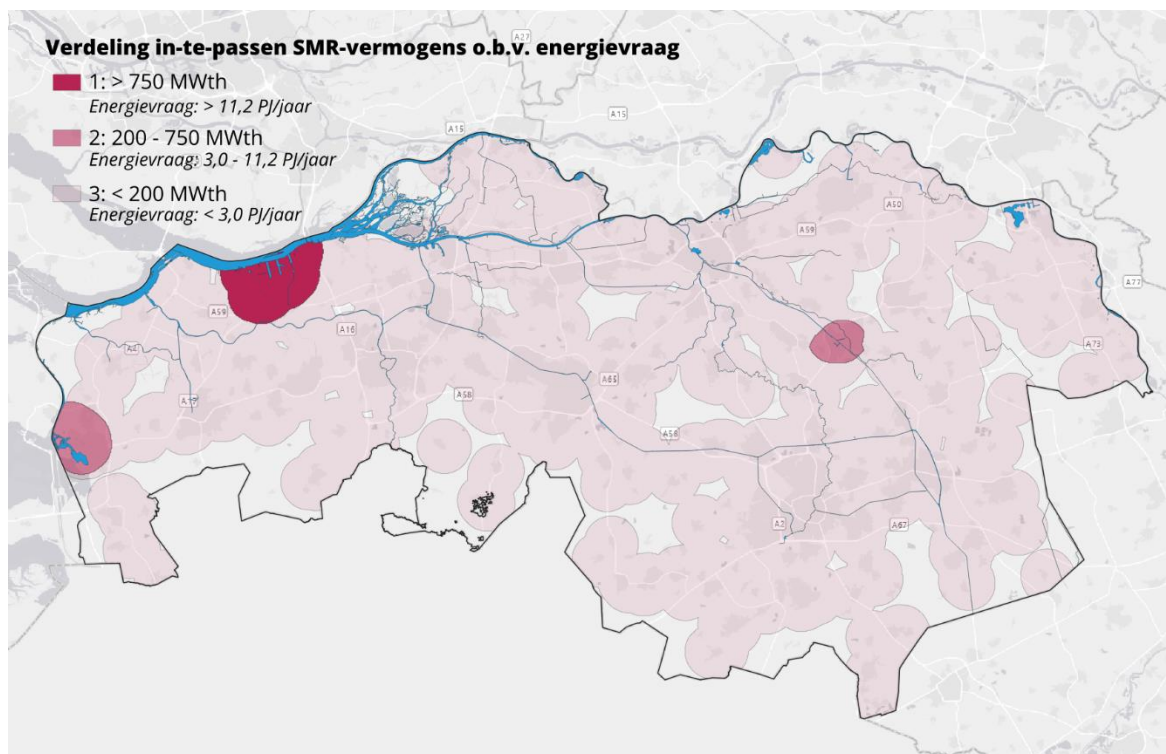 Verdeling in-te-passen SMR-vermogens o.b.v. energievraag
1: > 750 MWth
Energievraag: > 11,2 PJ/jaar
2: 200 - 750 MWth
Energievraag: 3,0 - 11,2 PJ/jaar
3: < 200 MWth
Energievraag: < 3,0 PJ/jaar
A27
A15
A15
A50
A59
A77
A59
A16
A73
A4
A65
A58
A17
A58
A2
A67